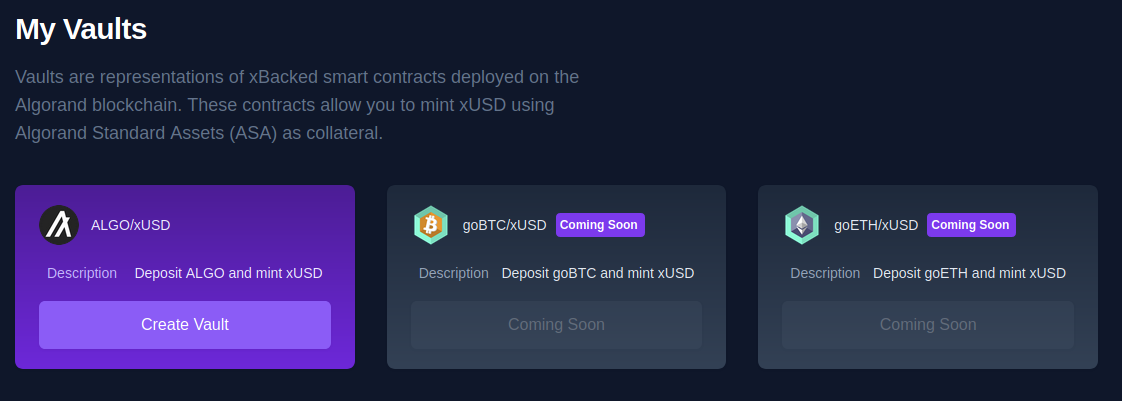 My Vaults
Vaults are representations of xBacked smart contracts deployed on the
Algorand blockchain. These contracts allow you to mint xUSD using
Algorand Standard Assets (ASA) as collateral.
ALGO/xUSD
Description Deposit ALGO and mint xUSD
Create Vault
goBTC/xUSD Coming Soon
Description Deposit goBTC and mint xUSD
Coming Soon
goETH/xUSD Coming Soon
Description Deposit goETH and mint xUSD
Coming Soon